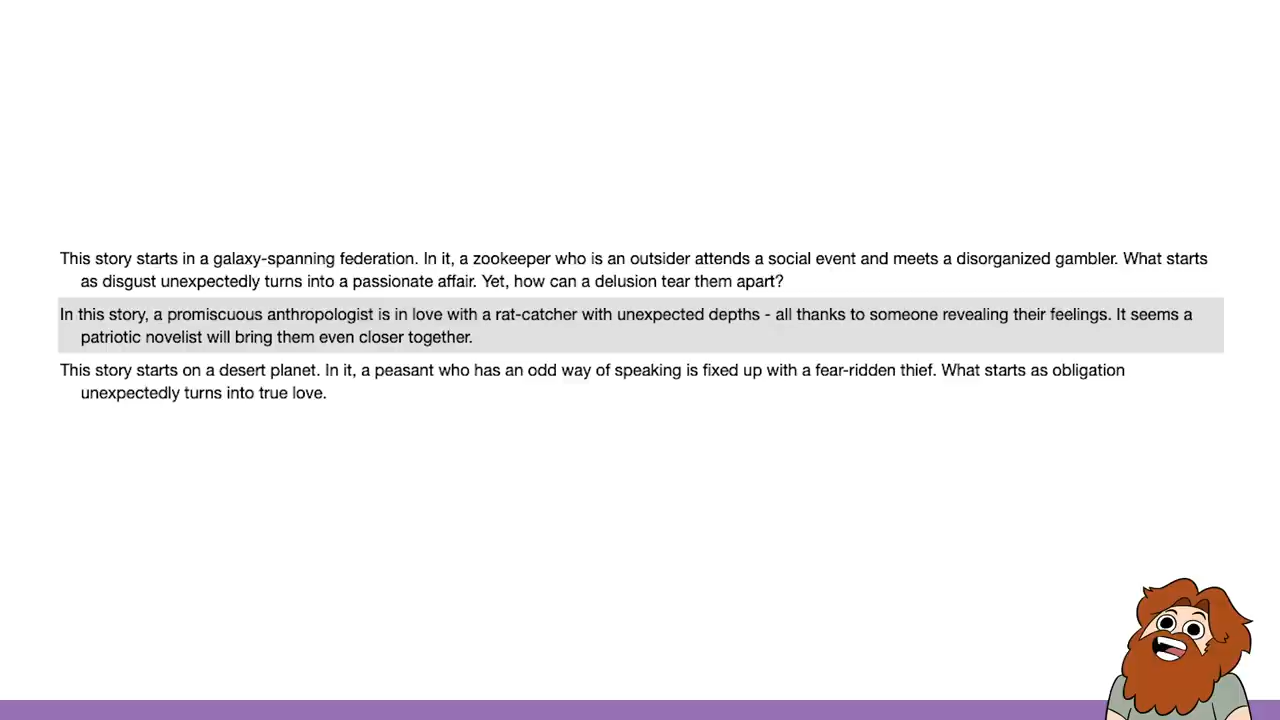 This story starts in a galaxy-spanning federation. In it, a zookeeper who is an outsider attends a social event and meets a disorganized gambler. What starts
as disgust unexpectedly turns into a passionate affair. Yet, how can a delusion tear them apart?
In this story, a promiscuous anthropologist is in love with a rat-catcher with unexpected depths - all thanks to someone revealing their feelings. It seems a
patriotic novelist will bring them even closer together.
This story starts on a desert planet. In it, a peasant who has an odd way of speaking is fixed up with a fear-ridden thief. What starts as obligation
unexpectedly turns into true love.